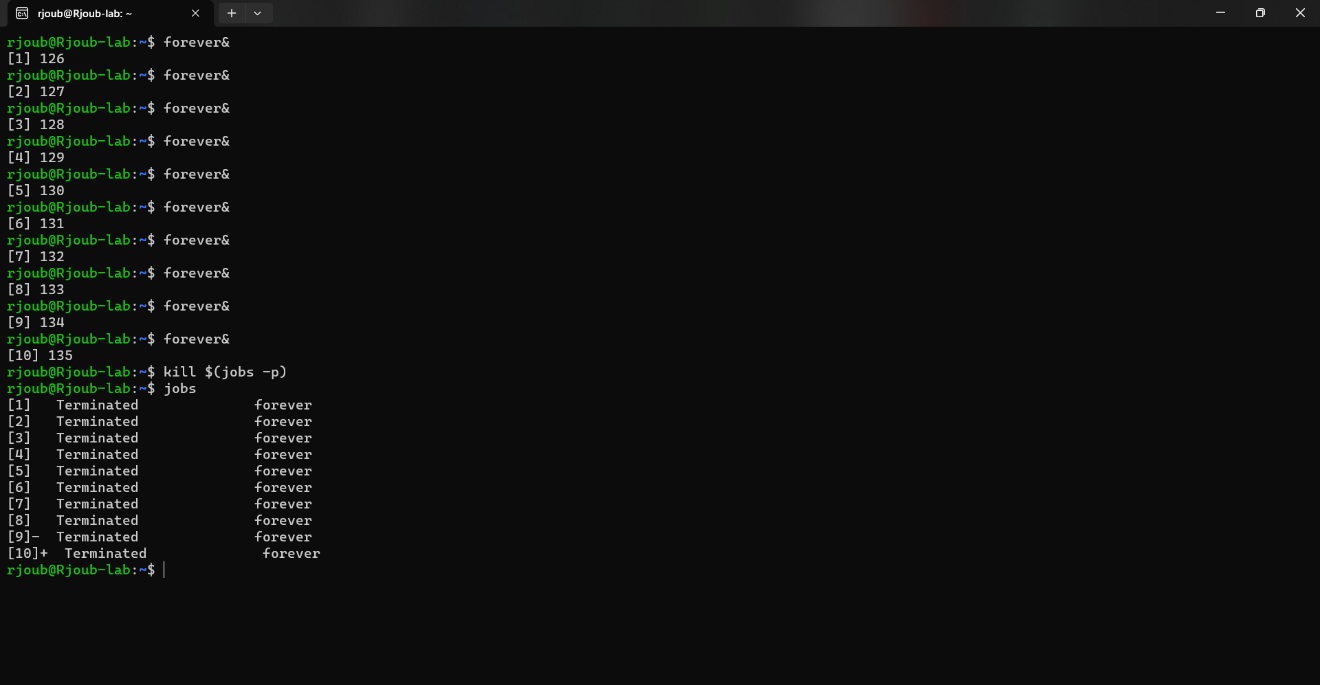 rjoub@Rjoub-lab: ~
rjoub@Rjoub-lab:~$ forever&
[1] 126
rjoub@Rjoub-lab:~$ forever&
[2] 127
rjoub@Rjoub-lab:~$ forever&
[3] 128
rjoub@Rjoub-lab:~$ forever&
[4] 129
rjoub@Rjoub-lab:~$ forever&
[5] 130
rjoub@Rjoub-lab:~$ forever&
[6] 131
rjoub@Rjoub-lab:~$ forever&
[7] 132
rjoub@Rjoub-lab:~$ forever&
[8] 133
rjoub@Rjoub-lab:~$ forever&
[9] 134
rjoub@Rjoub-lab:~$ forever&
[10] 135
rjoub@Rjoub-lab:~$ kill $(jobs -p)
rjoub@Rjoub-lab:~$ jobs
[1]   Terminated              forever
[2]   Terminated              forever
[3]   Terminated              forever
[4]   Terminated              forever
[5]   Terminated              forever
[6]   Terminated              forever
[7]   Terminated              forever
[8]   Terminated              forever
[9]-  Terminated              forever
[10]+  Terminated              forever
rjoub@Rjoub-lab:~$